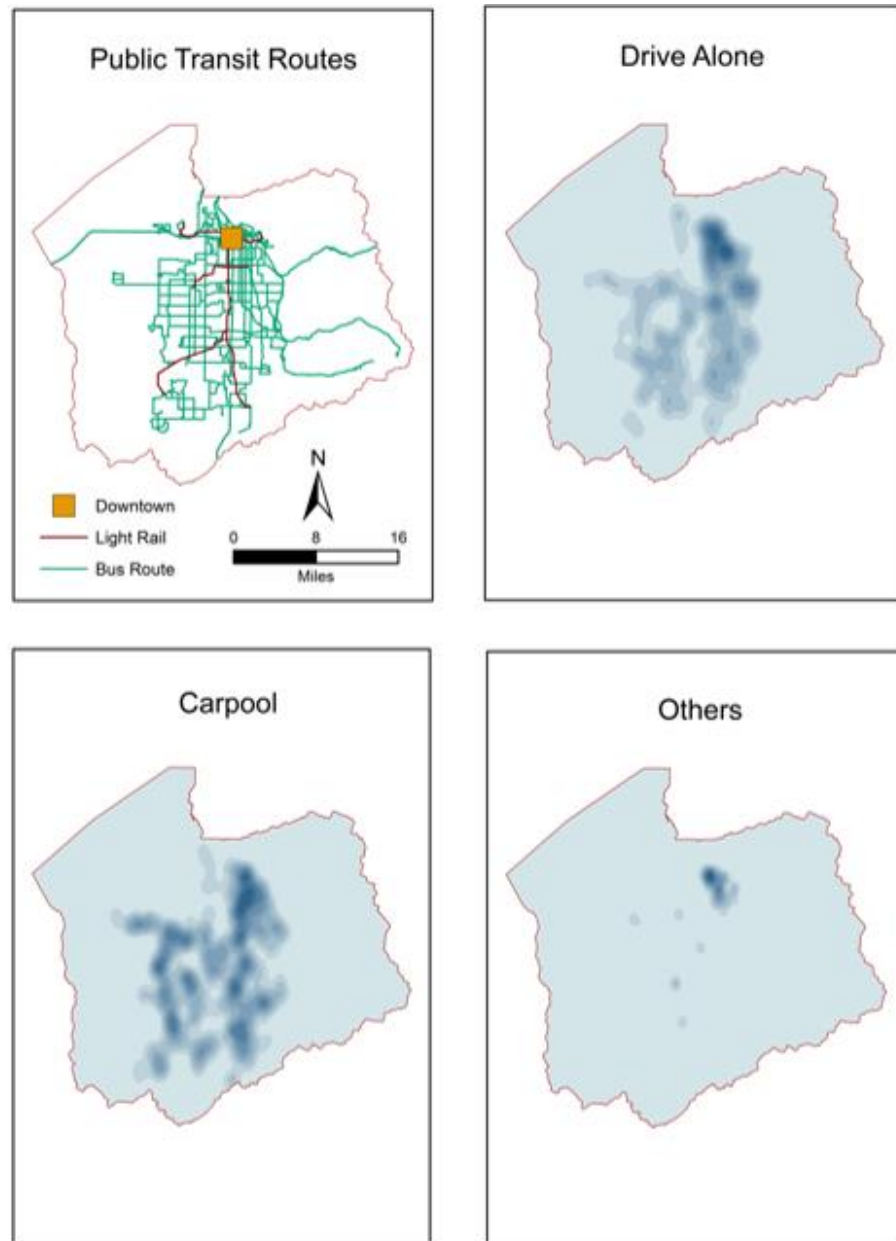 Public Transit Routes
N
Downtown
Light Rail
Bus Route
0 8 16
Miles
Drive Alone
Carpool
Others